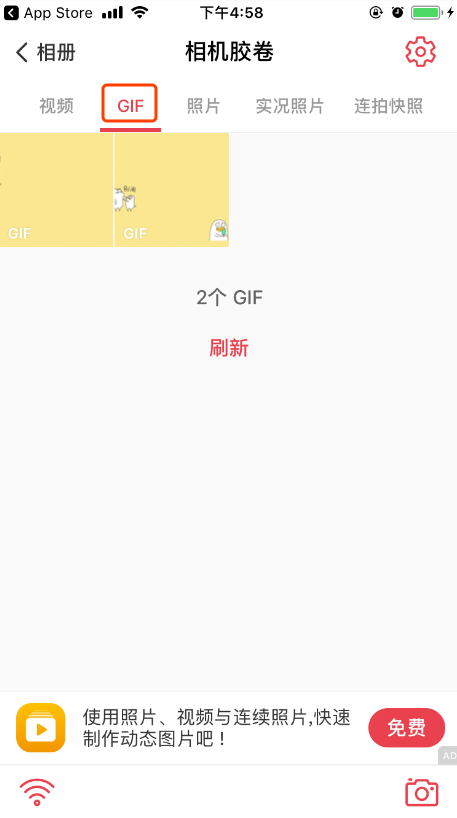 App Store 下午4:58
相册 相机胶卷
视频 GIF 照片 实况照片 连拍快照
GIF GIF
2个 GIF
刷新
使用照片、视频与连续照片,快速
制作动态图片吧！
免费
AD